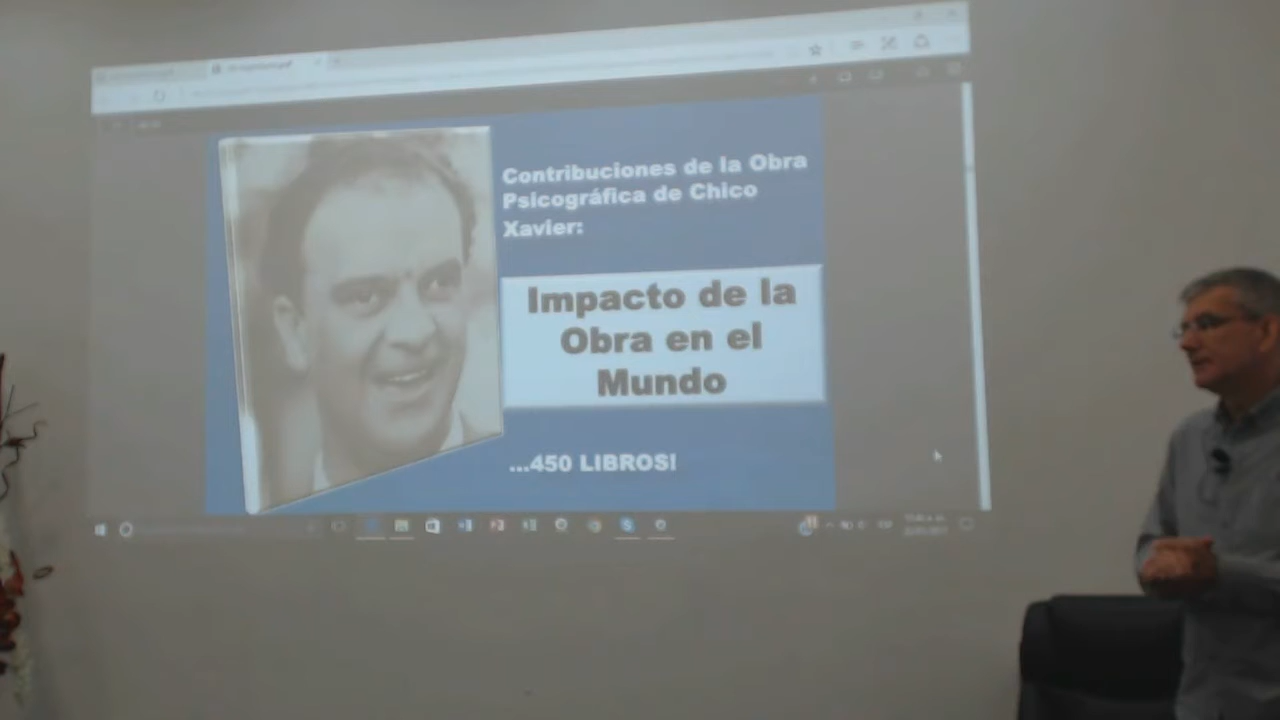 Contribuciones de la Obra
Psicográfica de Chico
Xavier:
Impacto de la
Obra en el
Mundo
...450 LIBROS!